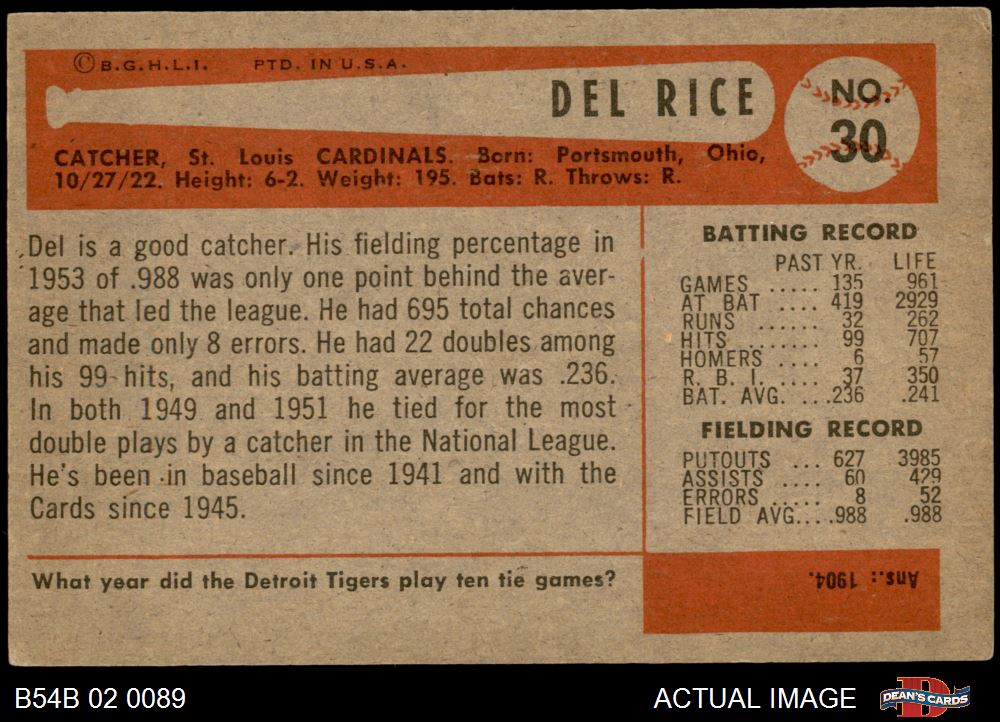 ©B.G.H.L.I. PTD. IN U.S.A.
DEL RICE
NO.
30
CATCHER, St. Louis CARDINALS. Born: Portsmouth, Ohio,
10/27/22. Height: 6-2. Weight: 195. Bats: R. Throws: R.
Del is a good catcher. His fielding percentage in
1953 of .988 was only one point behind the aver-
age that led the league. He had 695 total chances
and made only 8 errors. He had 22 doubles among
his 99 hits, and his batting average was .236.
In both 1949 and 1951 he tied for the most
double plays by a catcher in the National League.
He's been in baseball since 1941 and with the
Cards since 1945.
BATTING RECORD
PAST YR. LIFE
GAMES ..... 135 961
AT BAT .... 419 2929
RUNS ...... 32 262
HITS ....... 99 707
HOMERS .... 6 57
R. B. I. .... 37 350
BAT. AVG. ...236 .241
FIELDING RECORD
PUTOUTS ... 627 3985
ASSISTS .... 60 429
ERRORS ..... 8 52
FIELD AVG....988 .988
What year did the Detroit Tigers play ten tie games?
Ans.: 1904.
B54B 02 0089
ACTUAL IMAGE
D
DEAN'S CARDS